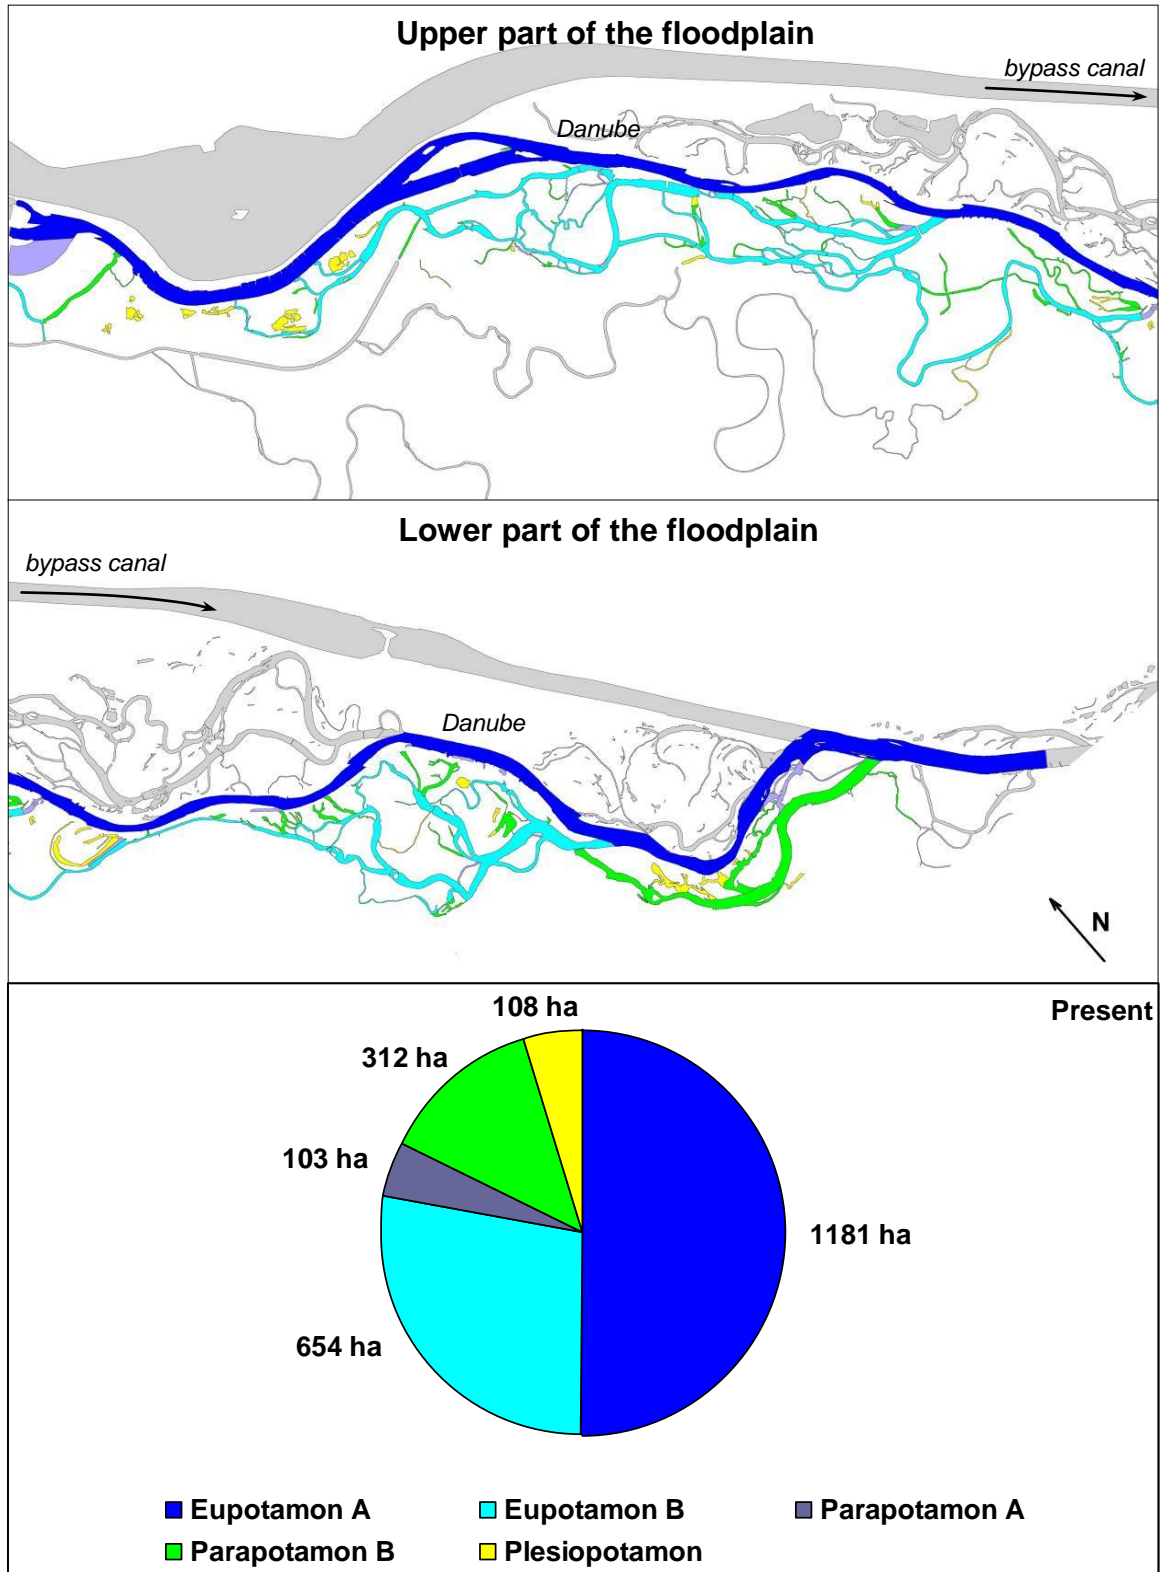 Upper part of the floodplain
bypass canal
Danube
Lower part of the floodplain
bypass canal
Danube
N
Present
108 ha
312 ha
103 ha
1181 ha
654 ha
Eupotamon A Eupotamon B Parapotamon A
Parapotamon B Plesiopotamon